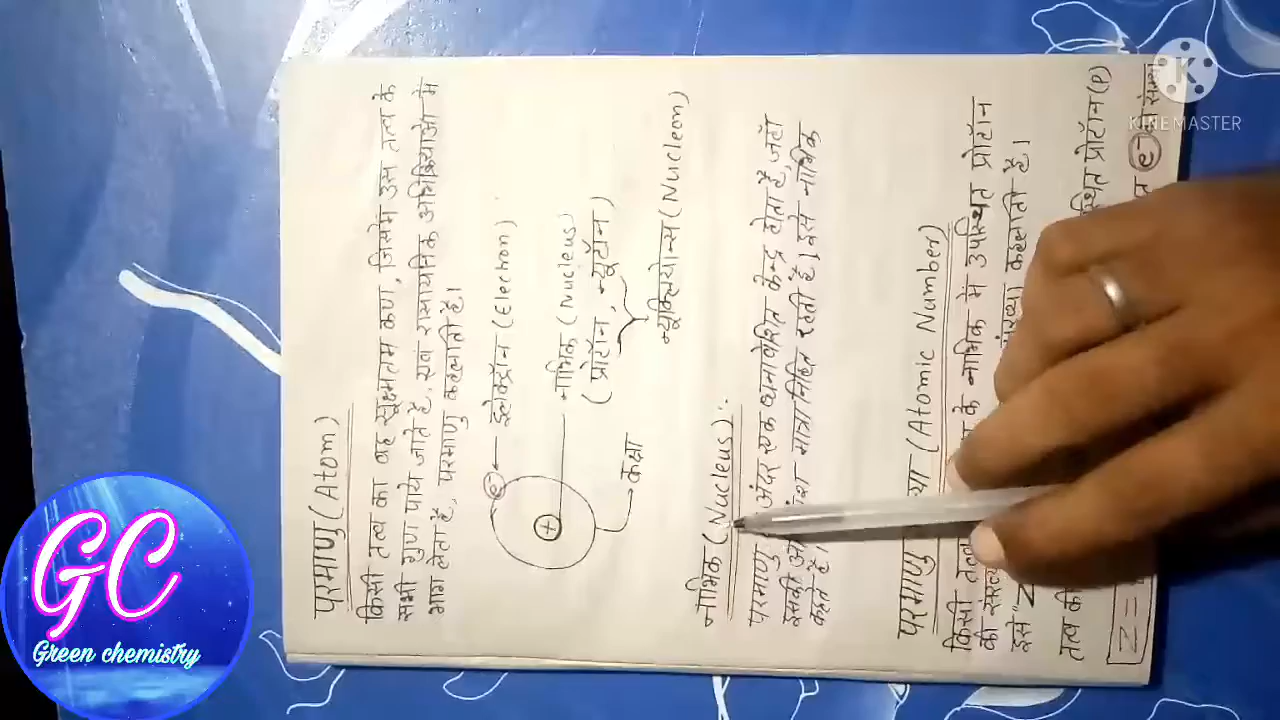 परमाणु (Atom)
किसी तत्व का वह सूक्ष्मतम कण, जिसमें उस तत्व के
सभी गुण पाये जाते है, एवं रासायनिक अभिक्रियाओ में
भाग लेता है, परमाणु कहलाती है।
e⁻
इलेक्ट्रॉन (Electron)
+
नाभिक (Nucleus)
(प्रोटॉन, न्यूट्रॉन)
न्यूक्लियोन्स (Nucleon)
कक्षा
नाभिक (Nucleus):
परमाणु अंदर एक धनावेशित केन्द्र होता है, जहाँ
इसकी मात्रा निहित रहती है। इसे नाभिक
कहते है।
परमाणु (Atomic Number)
किसी के नाभिक में उपस्थित प्रोटॉन
की संख्या कहलाती है।
इसे "Z
तत्व की प्रोटॉन (P)
Z = e⁻
K
KINEMASTER
GC
Green chemistry